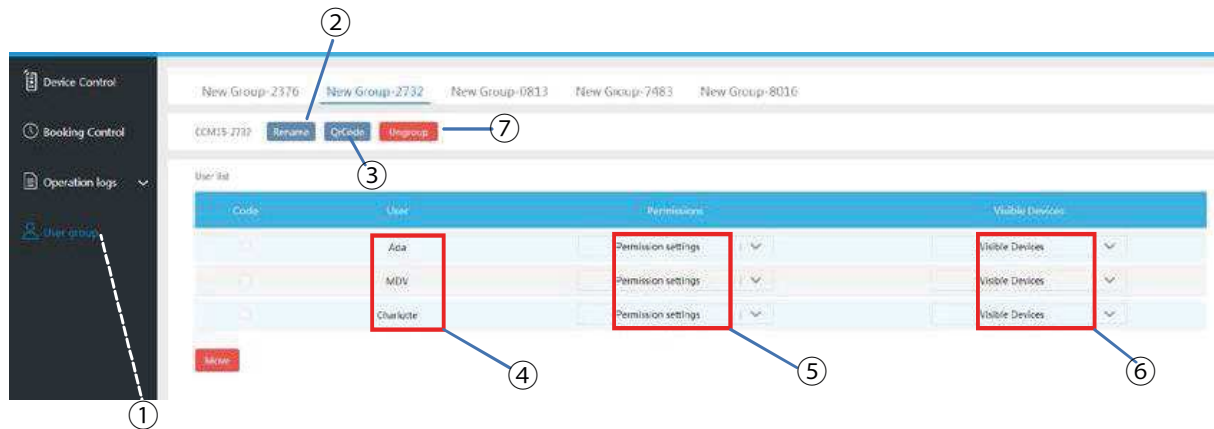 ②
Device Control
New Group-2376 New Group-2732 New Group-0813 New Group-7483 New Group-8016
Booking Control
CCM15-2732 Rename QrCode Ungroup ⑦
③
Operation logs
User list
Code User Permissions Visible Devices
User group
Ada Permission settings Visible Devices
MDV Permission settings Visible Devices
Charlotte Permission settings Visible Devices
Move
④ ⑤ ⑥
①